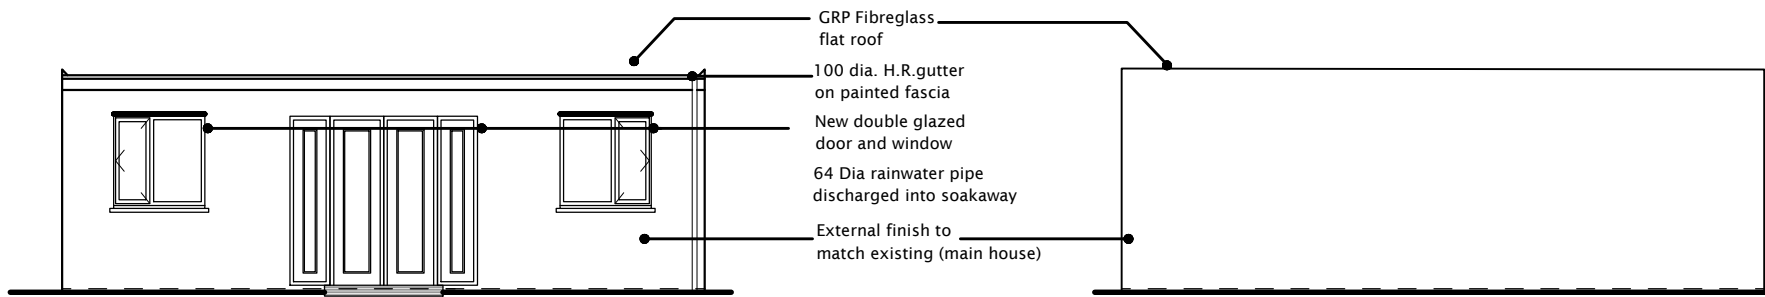 GRP Fibreglass
flat roof
100 dia. H.R.gutter
on painted fascia
New double glazed
door and window
64 Dia rainwater pipe
discharged into soakaway
External finish to
match existing (main house)